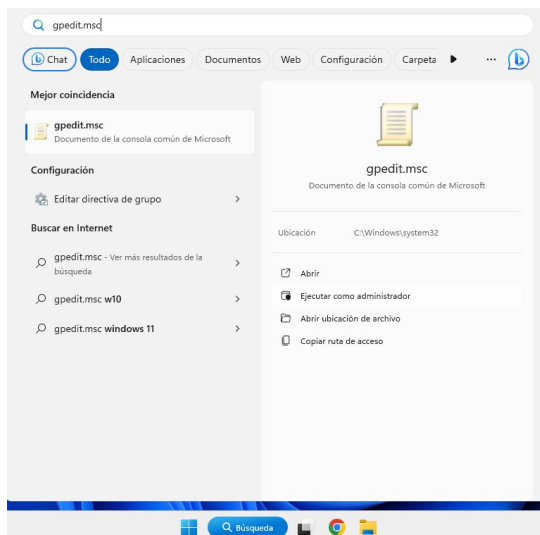 gpedit.msc
Chat Todo Aplicaciones Documentos Web Configuración Carpeta ...
Mejor coincidencia
gpedit.msc
Documento de la consola común de Microsoft
Configuración
Editar directiva de grupo
Buscar en Internet
gpedit.msc - Ver más resultados de la
búsqueda
gpedit.msc w10
gpedit.msc windows 11
gpedit.msc
Documento de la consola común de Microsoft
Ubicación C:\Windows\system32
Abrir
Ejecutar como administrador
Abrir ubicación de archivo
Copiar ruta de acceso
Búsqueda